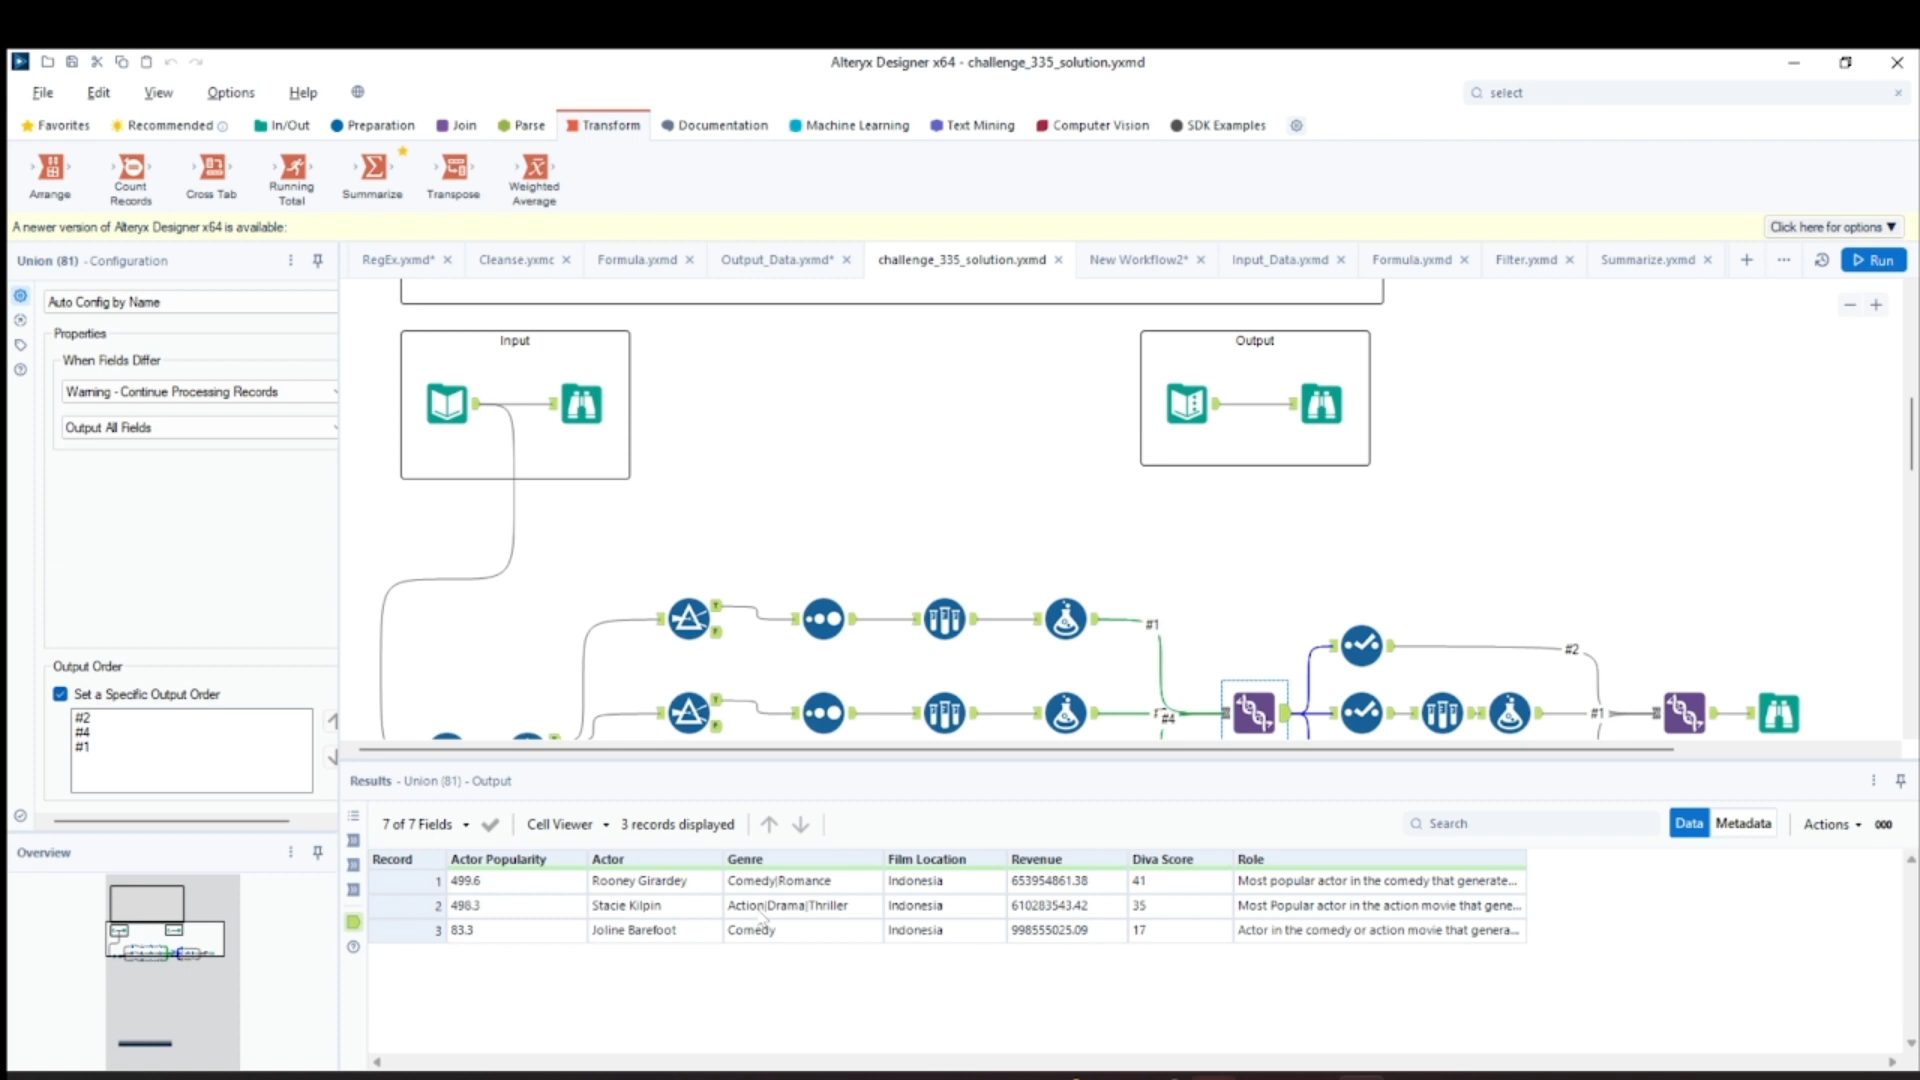 Alteryx Designer x64 - challenge_335_solution.yxmd
File Edit View Options Help
select
Favorites Recommended In/Out Preparation Join Parse Transform Documentation Machine Learning Text Mining Computer Vision SDK Examples
Arrange Count Records Cross Tab Running Total Summarize Transpose Weighted Average
A newer version of Alteryx Designer x64 is available: Click here for options ▼
Union (81) - Configuration
RegEx.yxmd* Cleanse.yxmc Formula.yxmd Output_Data.yxmd* challenge_335_solution.yxmd New Workflow2* Input_Data.yxmd Formula.yxmd Filter.yxmd Summarize.yxmd Run
Auto Config by Name
Properties
When Fields Differ
Warning - Continue Processing Records
Output All Fields
Input
Output
T
F
#1
#2
T
F
#4
#1
Output Order
Set a Specific Output Order
#2
#4
#1
Results - Union (81) - Output
7 of 7 Fields Cell Viewer 3 records displayed Search Data Metadata Actions 000
Overview
Record Actor Popularity Actor Genre Film Location Revenue Diva Score Role
1 499.6 Rooney Girardey Comedy|Romance Indonesia 653954861.38 41 Most popular actor in the comedy that generate...
2 498.3 Stacie Kilpin Action|Drama|Thriller Indonesia 610283543.42 35 Most Popular actor in the action movie that gene...
3 83.3 Joline Barefoot Comedy Indonesia 998555025.09 17 Actor in the comedy or action movie that genera...